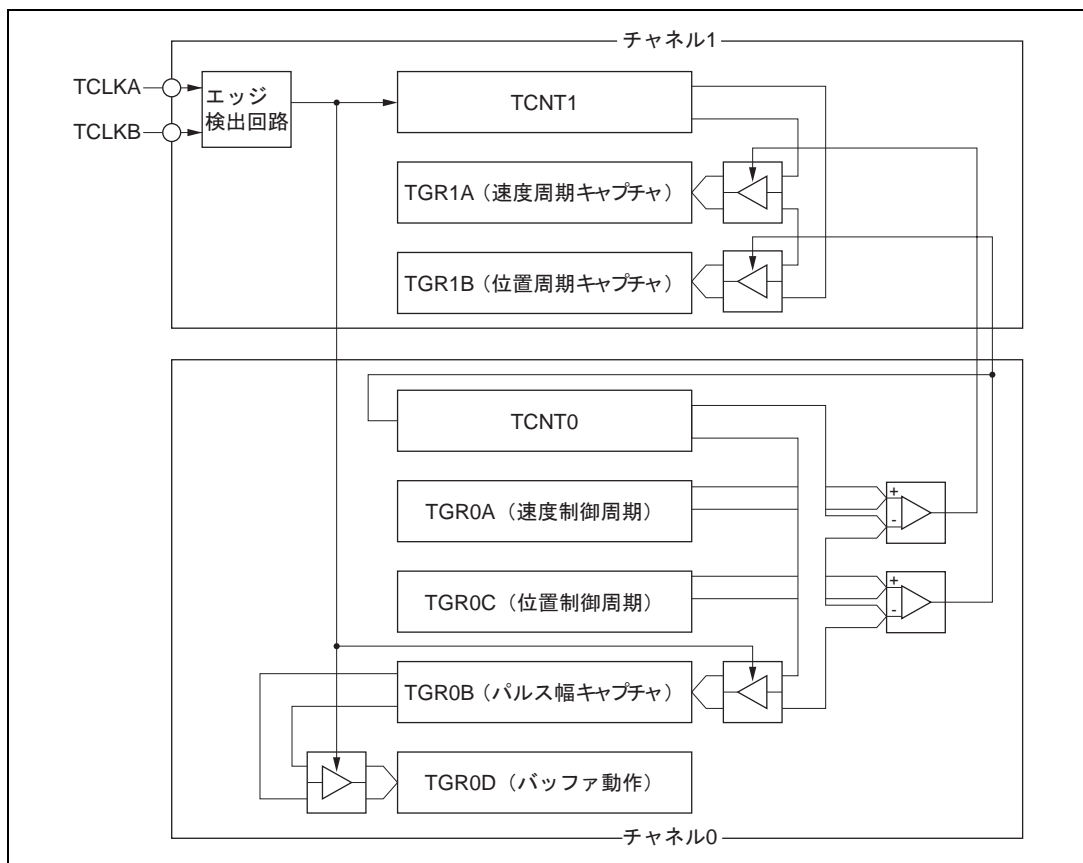 チャネル1
TCLKA
TCLKB
エッジ
検出回路
TCNT1
TGR1A（速度周期キャプチャ）
TGR1B（位置周期キャプチャ）
TCNT0
TGR0A（速度制御周期）
+
-
TGR0C（位置制御周期）
+
-
TGR0B（パルス幅キャプチャ）
TGR0D（バッファ動作）
チャネル0